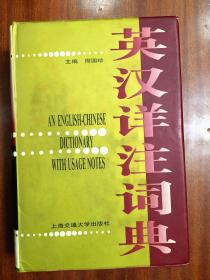 主编 周国珍
英汉详注词典
AN ENGLISH-CHINESE
DICTIONARY
WITH USAGE NOTES
上海交通大学出版社